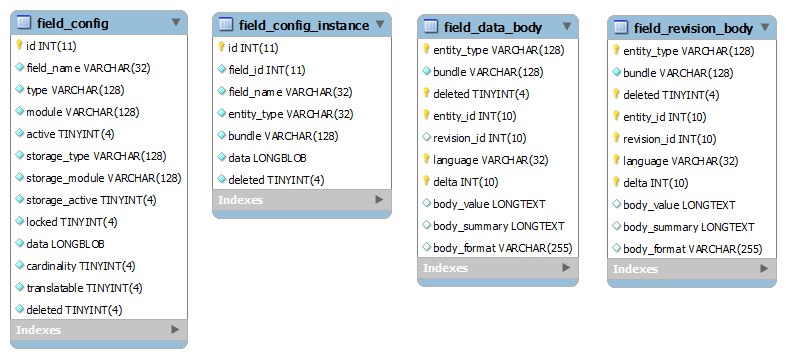 field_config
id INT(11)
field_name VARCHAR(32)
type VARCHAR(128)
module VARCHAR(128)
active TINYINT(4)
storage_type VARCHAR(128)
storage_module VARCHAR(128)
storage_active TINYINT(4)
locked TINYINT(4)
data LONGBLOB
cardinality TINYINT(4)
translatable TINYINT(4)
deleted TINYINT(4)
Indexes
field_config_instance
id INT(11)
field_id INT(11)
field_name VARCHAR(32)
entity_type VARCHAR(32)
bundle VARCHAR(128)
data LONGBLOB
deleted TINYINT(4)
Indexes
field_data_body
entity_type VARCHAR(128)
bundle VARCHAR(128)
deleted TINYINT(4)
entity_id INT(10)
revision_id INT(10)
language VARCHAR(32)
delta INT(10)
body_value LONGTEXT
body_summary LONGTEXT
body_format VARCHAR(255)
Indexes
field_revision_body
entity_type VARCHAR(128)
bundle VARCHAR(128)
deleted TINYINT(4)
entity_id INT(10)
revision_id INT(10)
language VARCHAR(32)
delta INT(10)
body_value LONGTEXT
body_summary LONGTEXT
body_format VARCHAR(255)
Indexes